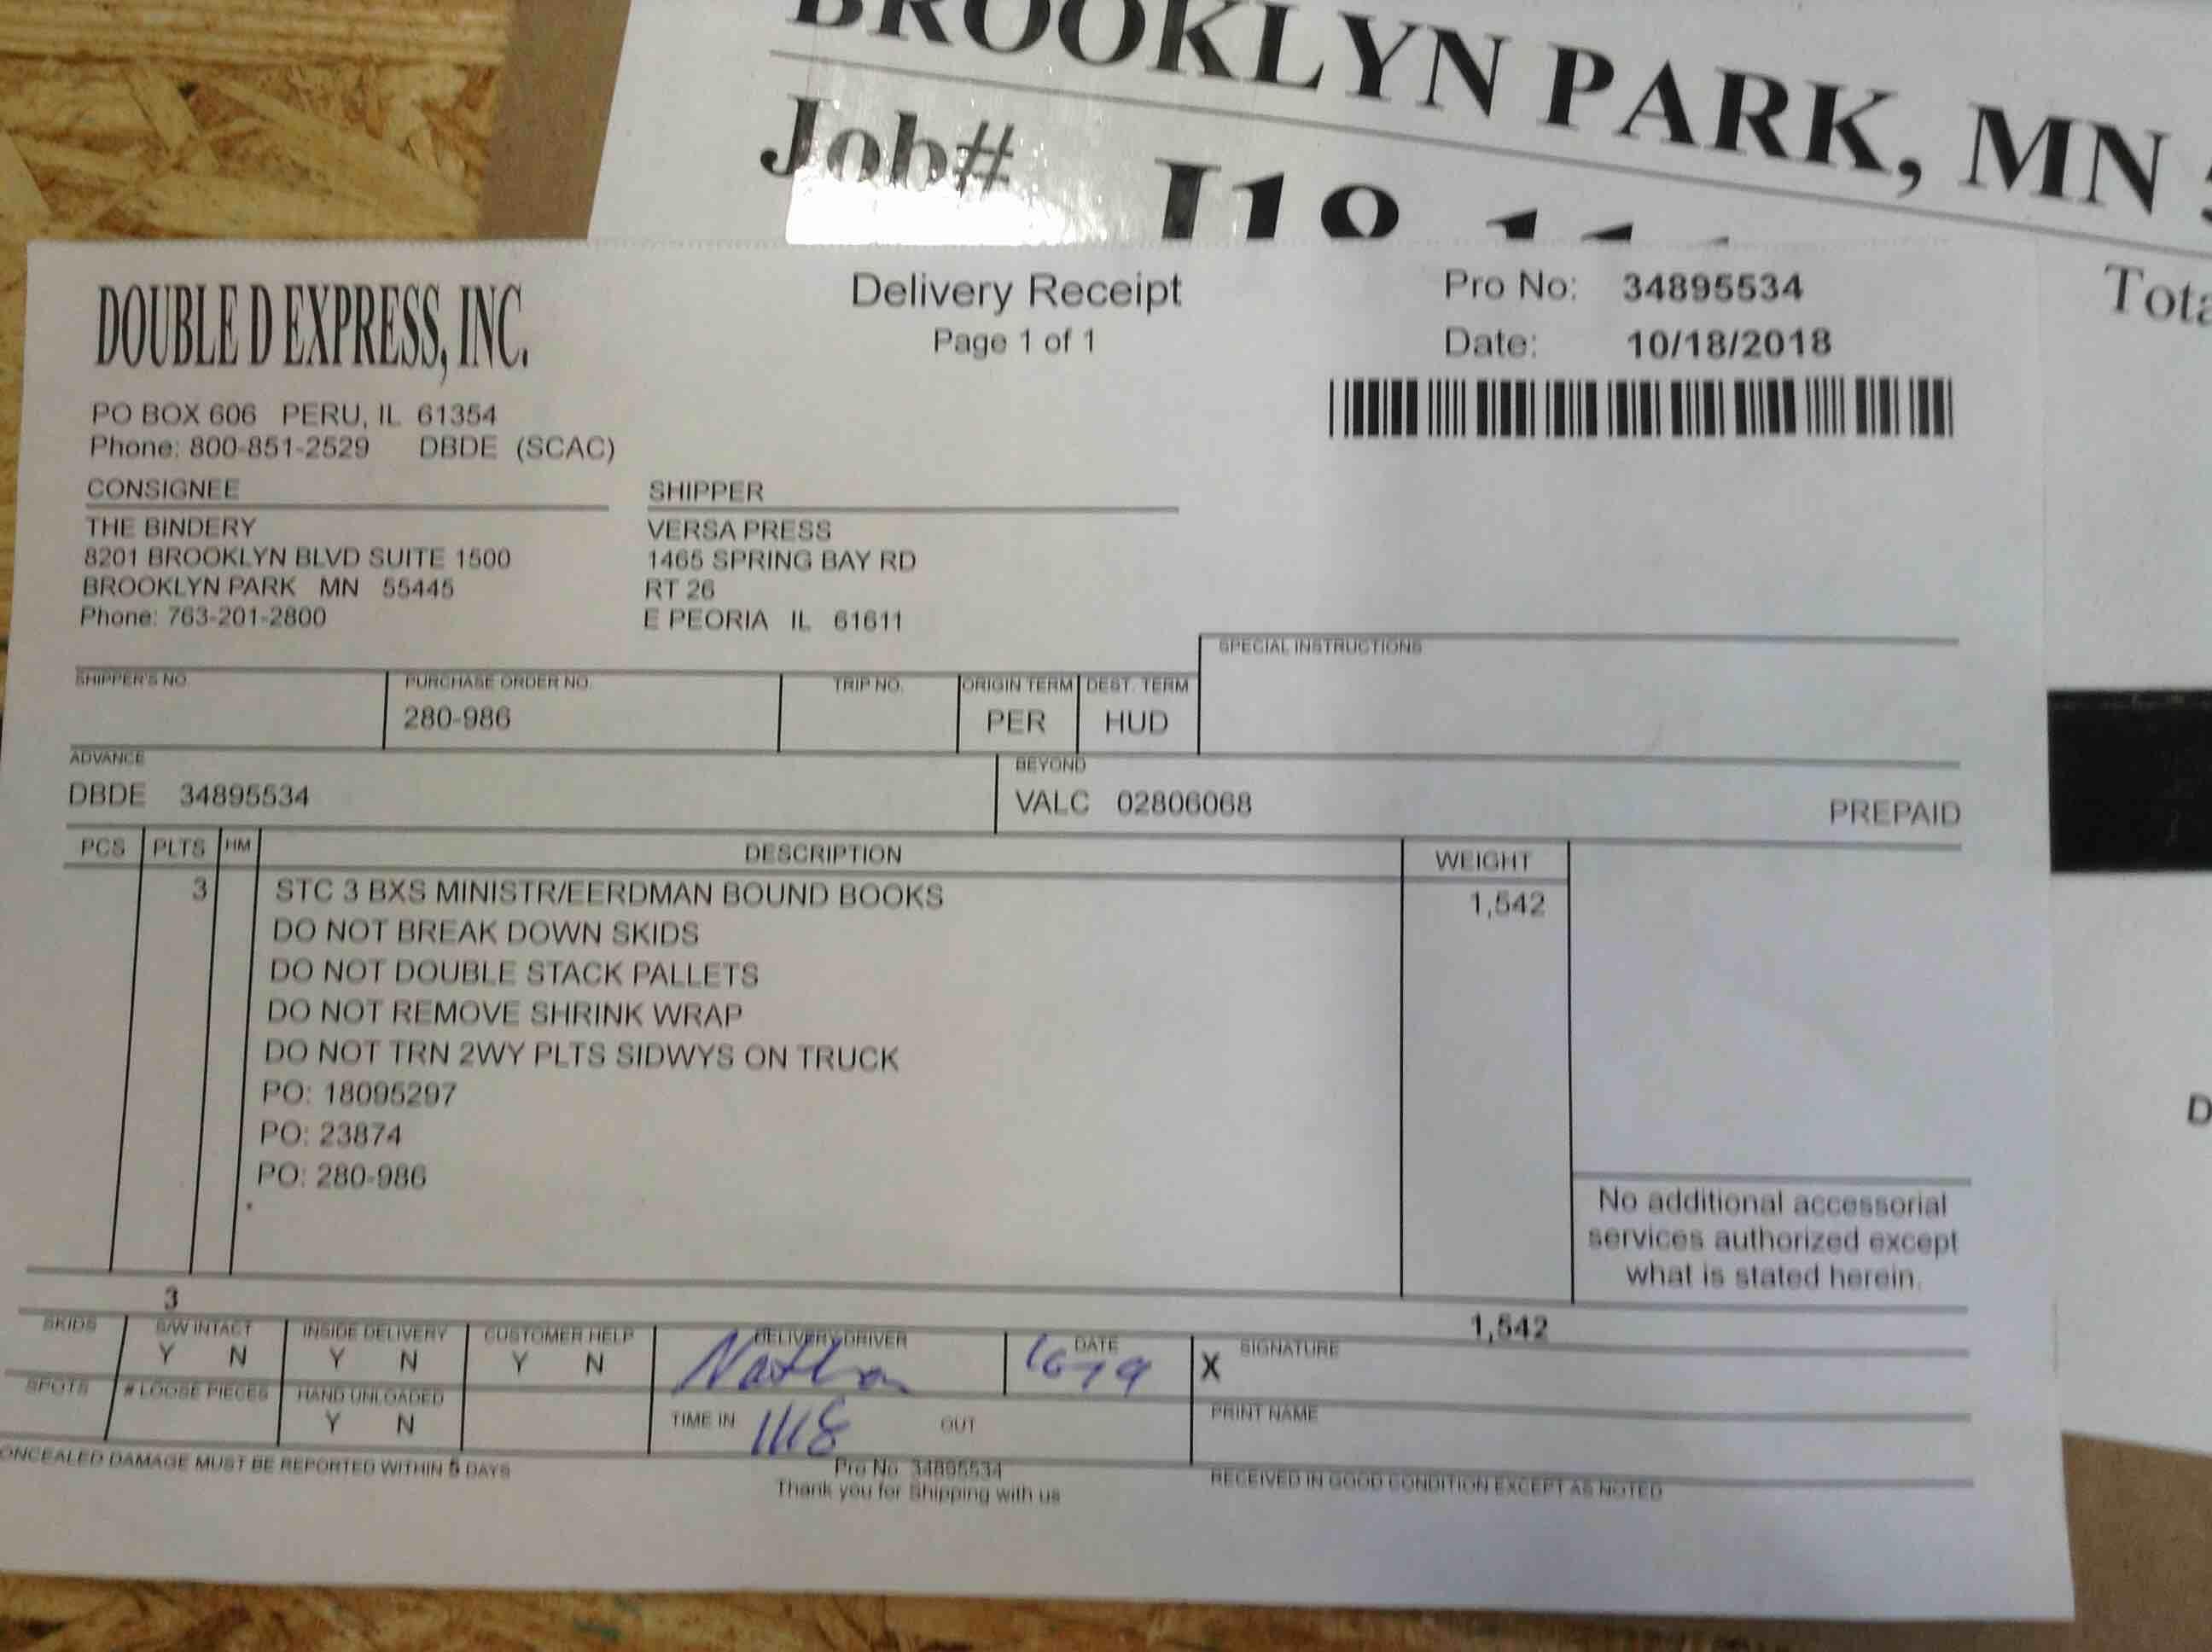 BROOKLYN PARK, MN
Job#
Tota
DOUBLE D EXPRESS, INC.
PO BOX 606 PERU, IL 61354
Phone: 800-851-2529 DBDE (SCAC)
Delivery Receipt
Page 1 of 1
Pro No: 34895534
Date: 10/18/2018
CONSIGNEE
THE BINDERY
8201 BROOKLYN BLVD SUITE 1500
BROOKLYN PARK MN 55445
Phone: 763-201-2800
SHIPPER
VERSA PRESS
1465 SPRING BAY RD
RT 26
E PEORIA IL 61611
SPECIAL INSTRUCTIONS
SHIPPER'S NO. PURCHASE ORDER NO. TRIP NO. ORIGIN TERM DEST. TERM
280-986 PER HUD
ADVANCE BEYOND
DBDE 34895534 VALC 02806068 PREPAID
PCS PLTS HM DESCRIPTION WEIGHT
3 STC 3 BXS MINISTR/EERDMAN BOUND BOOKS 1,542
DO NOT BREAK DOWN SKIDS
DO NOT DOUBLE STACK PALLETS
DO NOT REMOVE SHRINK WRAP
DO NOT TRN 2WY PLTS SIDWYS ON TRUCK
PO: 18095297
PO: 23874
PO: 280-986
No additional accessorial
services authorized except
what is stated herein.
3 1,542
SKIDS S/W INTACT INSIDE DELIVERY CUSTOMER HELP DELIVERY DRIVER DATE SIGNATURE
Y N Y N Y N Nathan X
SPOTS # LOOSE PIECES HAND UNLOADED TIME IN 1118 OUT PRINT NAME
Y N
CONCEALED DAMAGE MUST BE REPORTED WITHIN 5 DAYS
Pro No 34895534
Thank you for Shipping with us
RECEIVED IN GOOD CONDITION EXCEPT AS NOTED
D